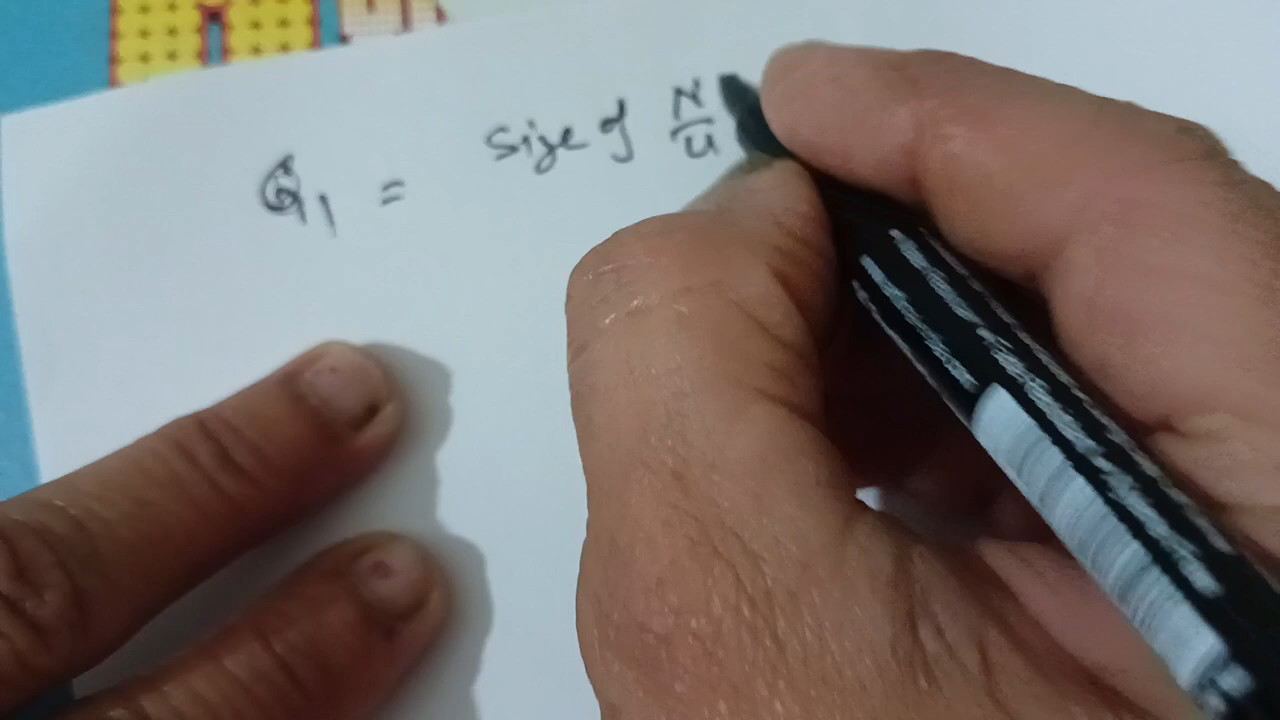 Q₁ = Size of N/4